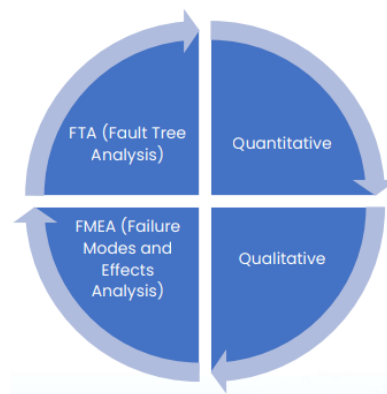 FTA (Fault Tree
Analysis)
Quantitative
FMEA (Failure
Modes and
Effects
Analysis)
Qualitative